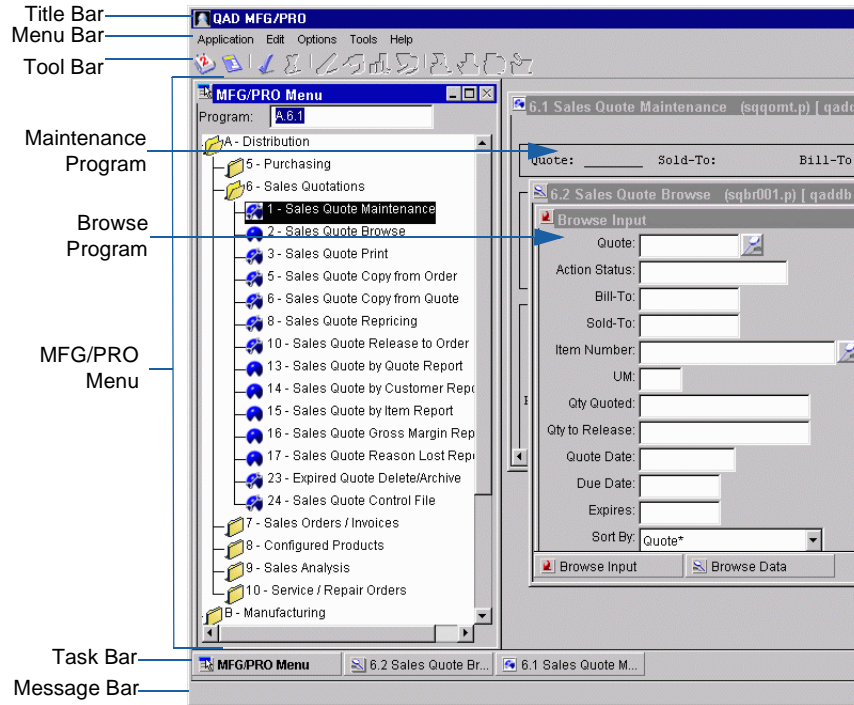 Title Bar
QAD MFG/PRO
Menu Bar
Application Edit Options Tools Help
Tool Bar
MFG/PRO Menu
Program: A.6.1
A - Distribution
5 - Purchasing
6 - Sales Quotations
1 - Sales Quote Maintenance
2 - Sales Quote Browse
3 - Sales Quote Print
5 - Sales Quote Copy from Order
6 - Sales Quote Copy from Quote
8 - Sales Quote Repricing
10 - Sales Quote Release to Order
13 - Sales Quote by Quote Report
14 - Sales Quote by Customer Repo
15 - Sales Quote by Item Report
16 - Sales Quote Gross Margin Rep
17 - Sales Quote Reason Lost Repo
23 - Expired Quote Delete/Archive
24 - Sales Quote Control File
7 - Sales Orders / Invoices
8 - Configured Products
9 - Sales Analysis
10 - Service / Repair Orders
B - Manufacturing
Maintenance
Program
Browse
Program
MFG/PRO
Menu
6.1 Sales Quote Maintenance (sqqomt.p) [ qadd
Quote: Sold-To: Bill-To
6.2 Sales Quote Browse (sqbr001.p) [ qaddb
Browse Input
Quote:
Action Status:
Bill-To:
Sold-To:
Item Number:
UM:
Qty Quoted:
Qty to Release:
Quote Date:
Due Date:
Expires:
Sort By: Quote*
Browse Input Browse Data
Task Bar
MFG/PRO Menu 6.2 Sales Quote Br... 6.1 Sales Quote M...
Message Bar